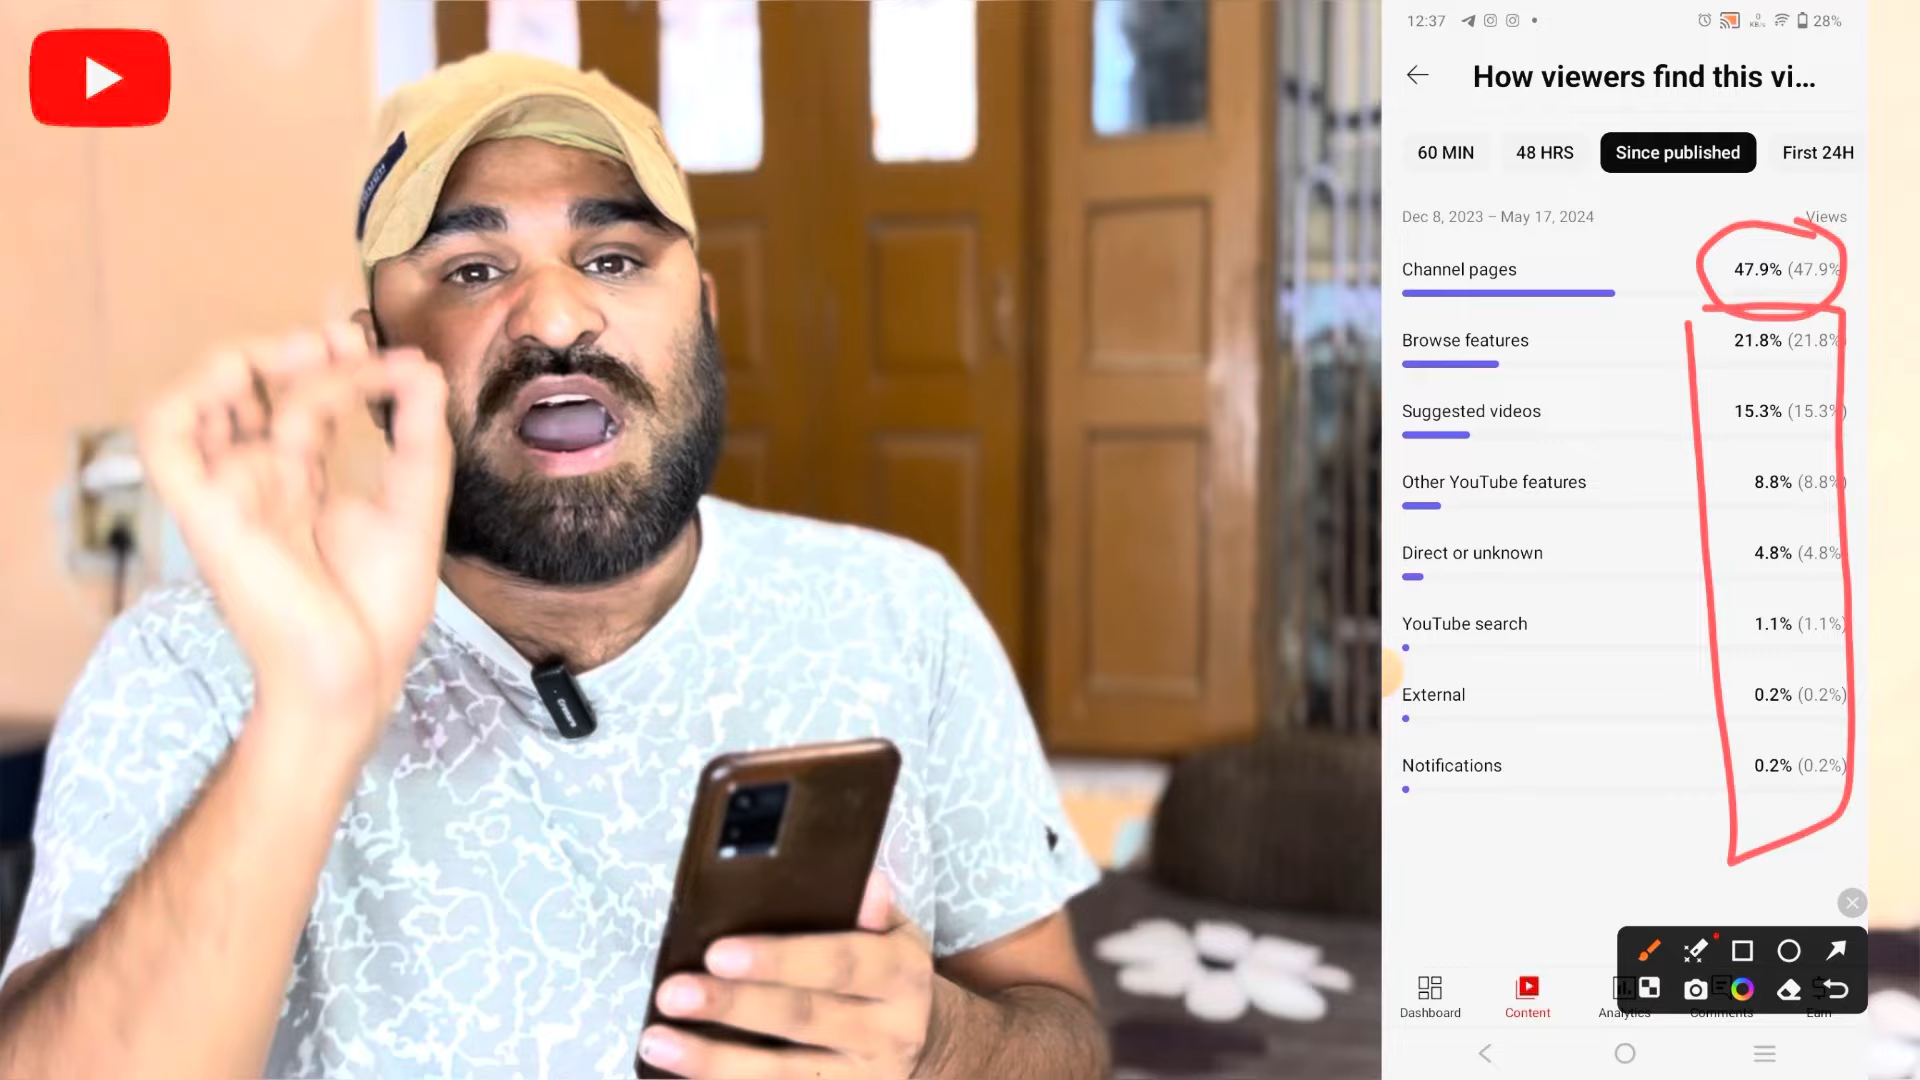 12:37
28%
How viewers find this vi...
60 MIN
48 HRS
Since published
First 24H
Dec 8, 2023 – May 17, 2024
Views
Channel pages
47.9% (47.9%
Browse features
21.8% (21.8%
Suggested videos
15.3% (15.3%)
Other YouTube features
8.8% (8.8%)
Direct or unknown
4.8% (4.8%
YouTube search
1.1% (1.1%)
External
0.2% (0.2%)
Notifications
0.2% (0.2%)
Dashboard
Content
Analytics
Comments
Earn